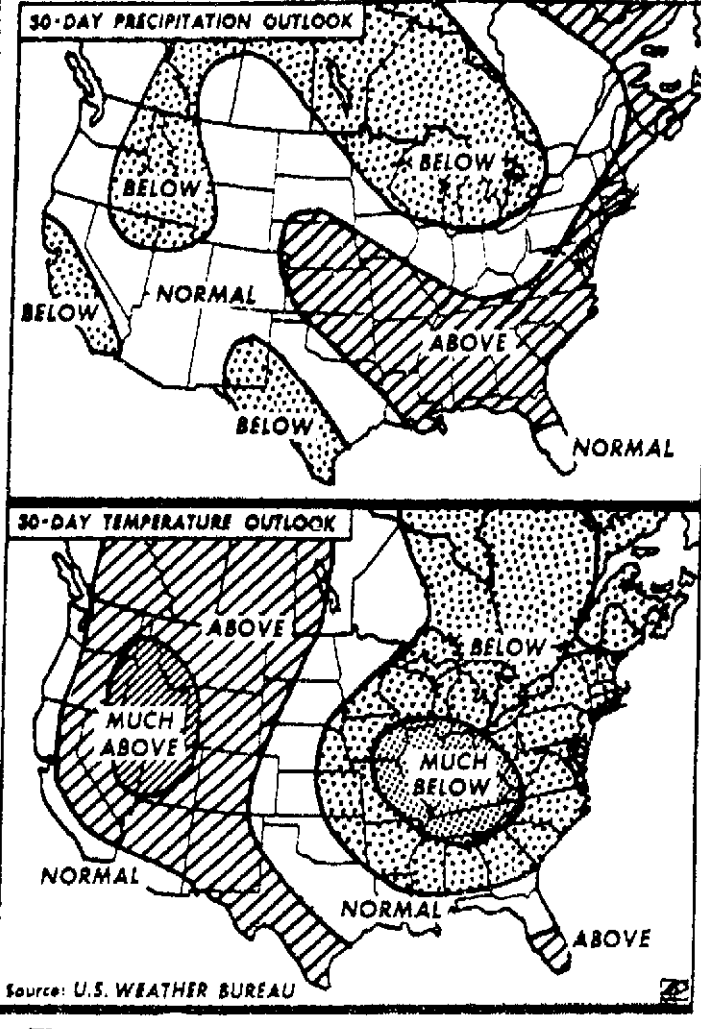 30-DAY PRECIPITATION OUTLOOK
BELOW
BELOW
NORMAL
BELOW
ABOVE
BELOW
NORMAL
30-DAY TEMPERATURE OUTLOOK
ABOVE
BELOW
MUCH
ABOVE
MUCH
BELOW
NORMAL
NORMAL
ABOVE
Source: U.S. WEATHER BUREAU